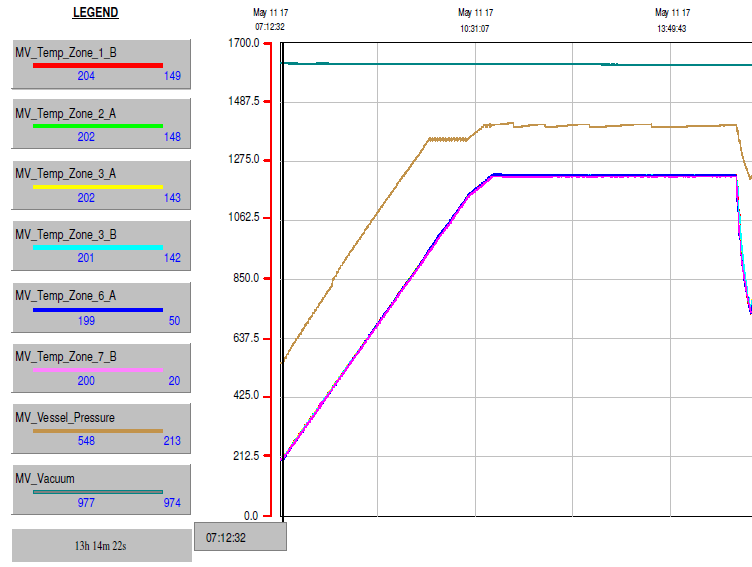 LEGEND
MV_Temp_Zone_1_B
204 149
MV_Temp_Zone_2_A
202 148
MV_Temp_Zone_3_A
202 143
MV_Temp_Zone_3_B
201 142
MV_Temp_Zone_6_A
199 50
MV_Temp_Zone_7_B
200 20
MV_Vessel_Pressure
548 213
MV_Vacuum
977 974
13h 14m 22s
May 11 17 May 11 17 May 11 17
07:12:32 10:31:07 13:49:43
1700.0
1487.5
1275.0
1062.5
850.0
637.5
425.0
212.5
0.0
07:12:32